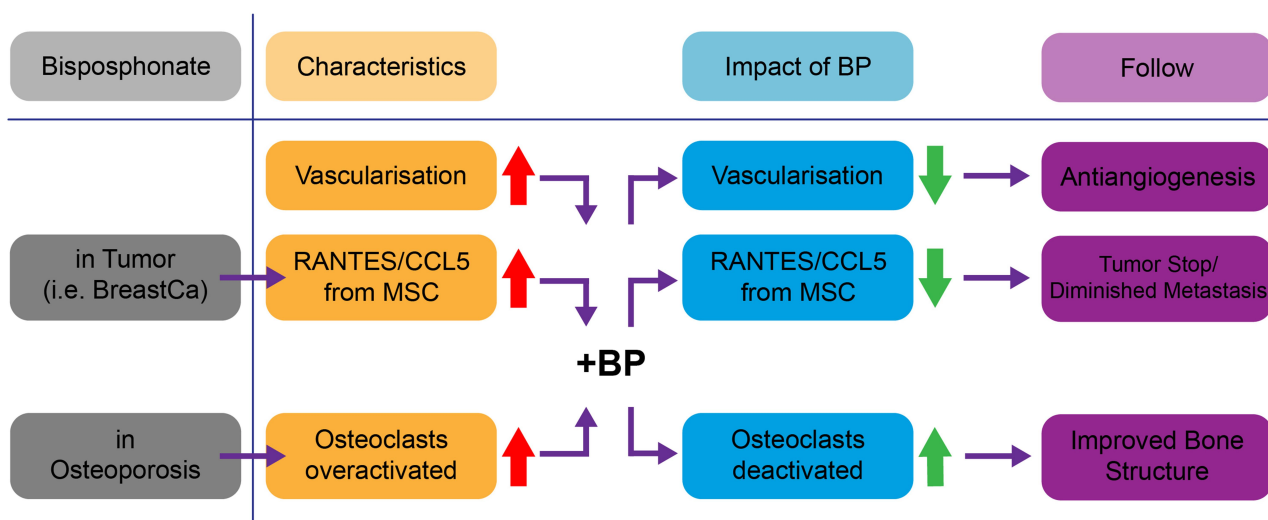 Bisposphonate
Characteristics
Impact of BP
Follow
Vascularisation
Vascularisation
Antiangiogenesis
in Tumor
(i.e. BreastCa)
RANTES/CCL5
from MSC
RANTES/CCL5
from MSC
Tumor Stop/
Diminished Metastasis
+BP
in
Osteoporosis
Osteoclasts
overactivated
Osteoclasts
deactivated
Improved Bone
Structure